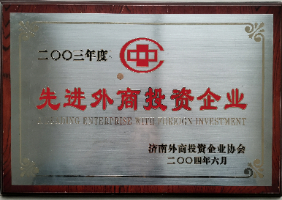 二〇〇三年度
先进外商投资企业
ENTERPRISE WITH FOREIGN INVESTMENT
济南外商投资企业协会
二〇〇四年六月